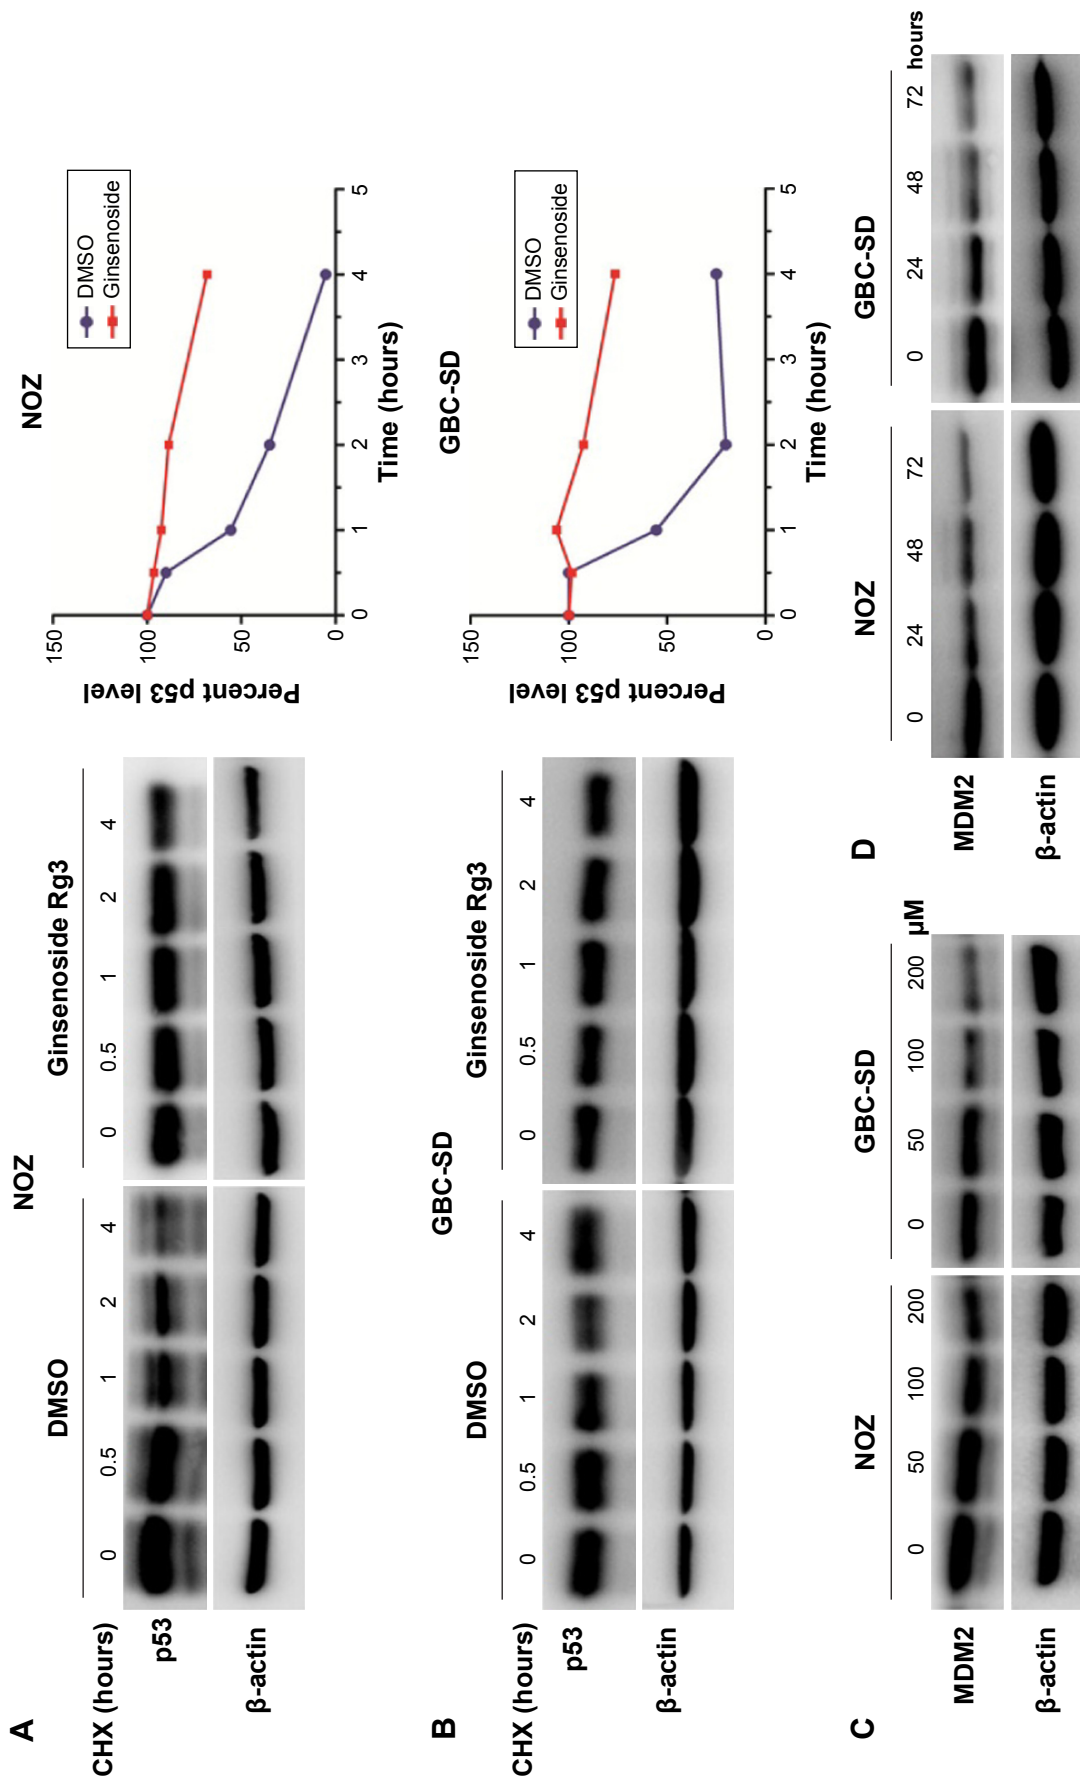 A
NOZ
DMSO
Ginsenoside Rg3
CHX (hours) 0 0.5 1 2 4 0 0.5 1 2 4
p53
β-actin
NOZ
DMSO
Ginsenoside
Percent p53 level
150
100
50
0
0 1 2 3 4 5
Time (hours)
B
GBC-SD
DMSO
Ginsenoside Rg3
CHX (hours) 0 0.5 1 2 4 0 0.5 1 2 4
p53
β-actin
GBC-SD
DMSO
Ginsenoside
Percent p53 level
150
100
50
0
0 1 2 3 4 5
Time (hours)
C
NOZ
GBC-SD
0 50 100 200 0 50 100 200 µM
MDM2
β-actin
D
NOZ
GBC-SD
0 24 48 72 0 24 48 72 hours
MDM2
β-actin